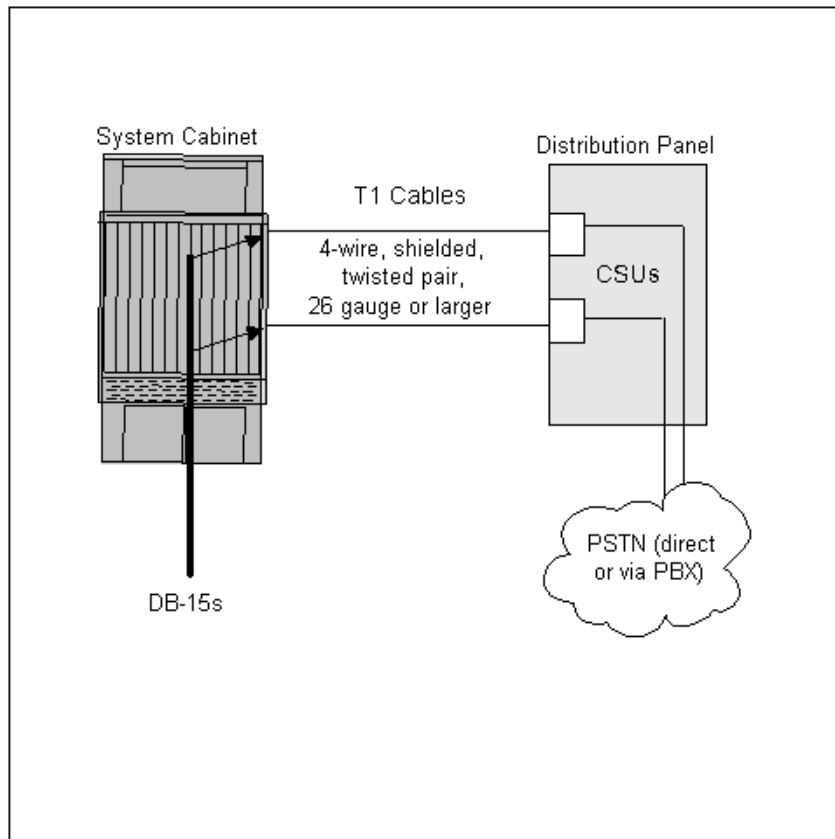 System Cabinet
Distribution Panel
T1 Cables
4-wire, shielded,
twisted pair,
26 gauge or larger
CSUs
PSTN (direct
or via PBX)
DB-15s